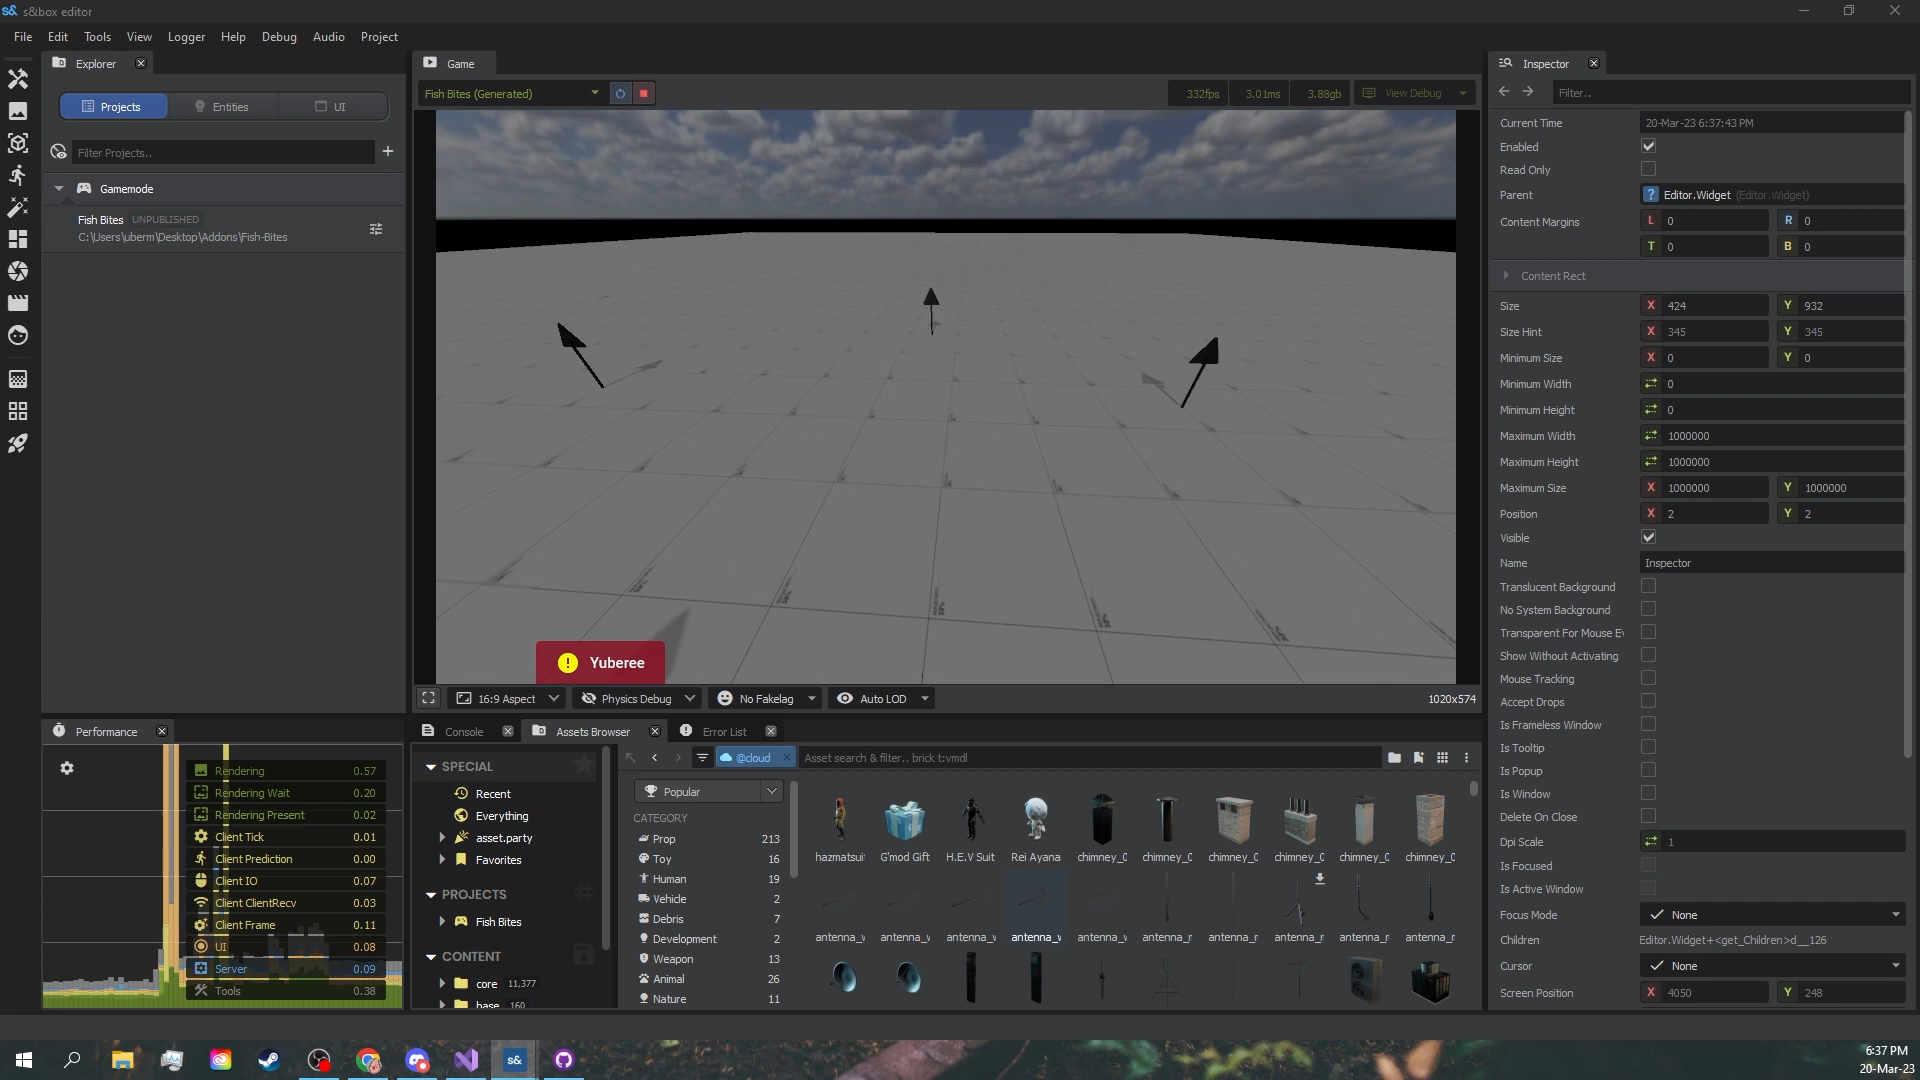 s&box editor
File Edit Tools View Logger Help Debug Audio Project
Explorer
Projects Entities UI
Filter Projects..
Gamemode
Fish Bites UNPUBLISHED
C:\Users\uberm\Desktop\Addons\Fish-Bites
Game
Fish Bites (Generated)
332fps 3.01ms 3.88gb View Debug
Yuberee
16:9 Aspect Physics Debug No Fakelag Auto LOD 1020x574
Performance
Rendering 0.57
Rendering Wait 0.20
Rendering Present 0.02
Client Tick 0.01
Client Prediction 0.00
Client IO 0.07
Client ClientRecv 0.03
Client Frame 0.11
UI 0.08
Server 0.09
Tools 0.38
Console Assets Browser Error List
SPECIAL
Recent
Everything
asset.party
Favorites
PROJECTS
Fish Bites
CONTENT
core 11,377
base 160
@cloud
Asset search & filter.. brick t:vmdl
Popular
CATEGORY
Prop 213
Toy 16
Human 19
Vehicle 2
Debris 7
Development 2
Weapon 13
Animal 26
Nature 11
hazmatsui G'mod Gift H.E.V Suit Rei Ayana chimney_0 chimney_0 chimney_0 chimney_0 chimney_0 chimney_0
antenna_v antenna_v antenna_v antenna_v antenna_v antenna_r antenna_r antenna_r antenna_r antenna_r
Inspector
Filter..
Current Time 20-Mar-23 6:37:43 PM
Enabled
Read Only
Parent ? Editor.Widget (Editor.Widget)
Content Margins L 0 R 0
T 0 B 0
Content Rect
Size X 424 Y 932
Size Hint X 345 Y 345
Minimum Size X 0 Y 0
Minimum Width 0
Minimum Height 0
Maximum Width 1000000
Maximum Height 1000000
Maximum Size X 1000000 Y 1000000
Position X 2 Y 2
Visible
Name Inspector
Translucent Background
No System Background
Transparent For Mouse Ev
Show Without Activating
Mouse Tracking
Accept Drops
Is Frameless Window
Is Tooltip
Is Popup
Is Window
Delete On Close
Dpi Scale 1
Is Focused
Is Active Window
Focus Mode None
Children Editor.Widget+<get_Children>d__126
Cursor None
Screen Position X 4050 Y 248
s&
6:37 PM
20-Mar-23